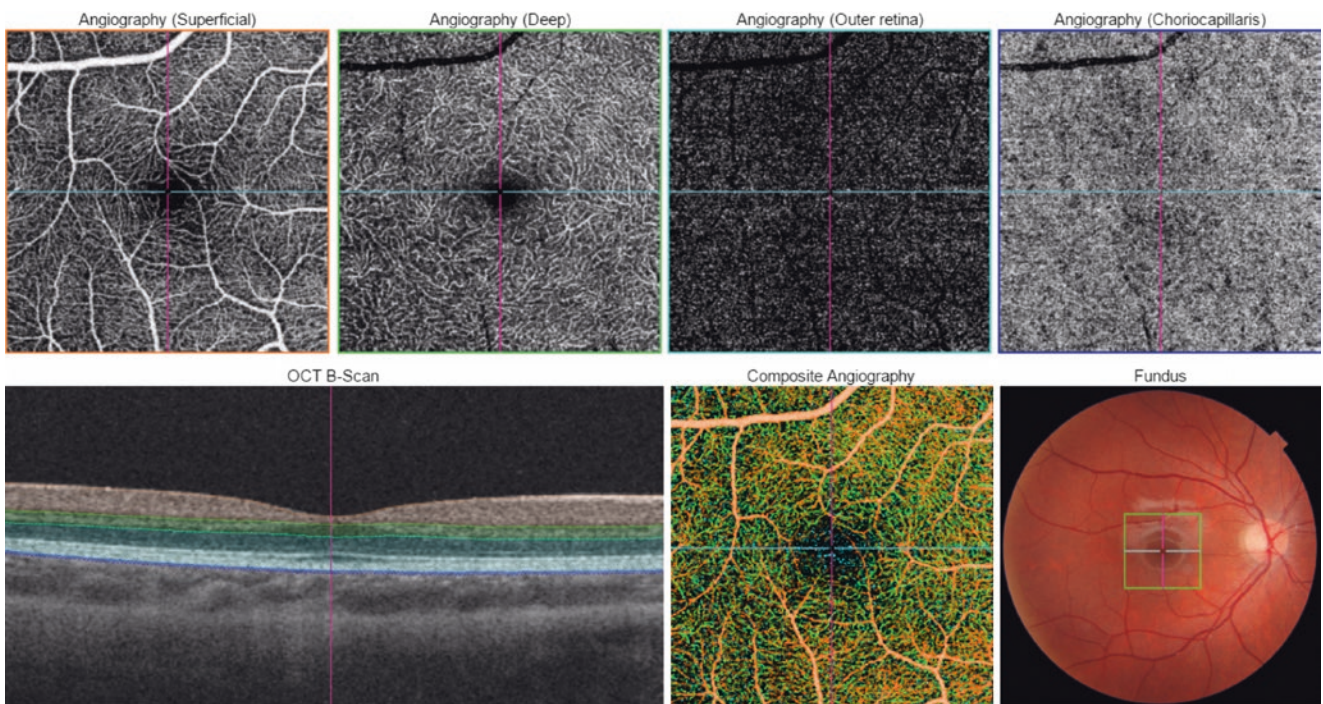 Angiography (Superficial)
Angiography (Deep)
Angiography (Outer retina)
Angiography (Choriocapillaris)
OCT B-Scan
Composite Angiography
Fundus